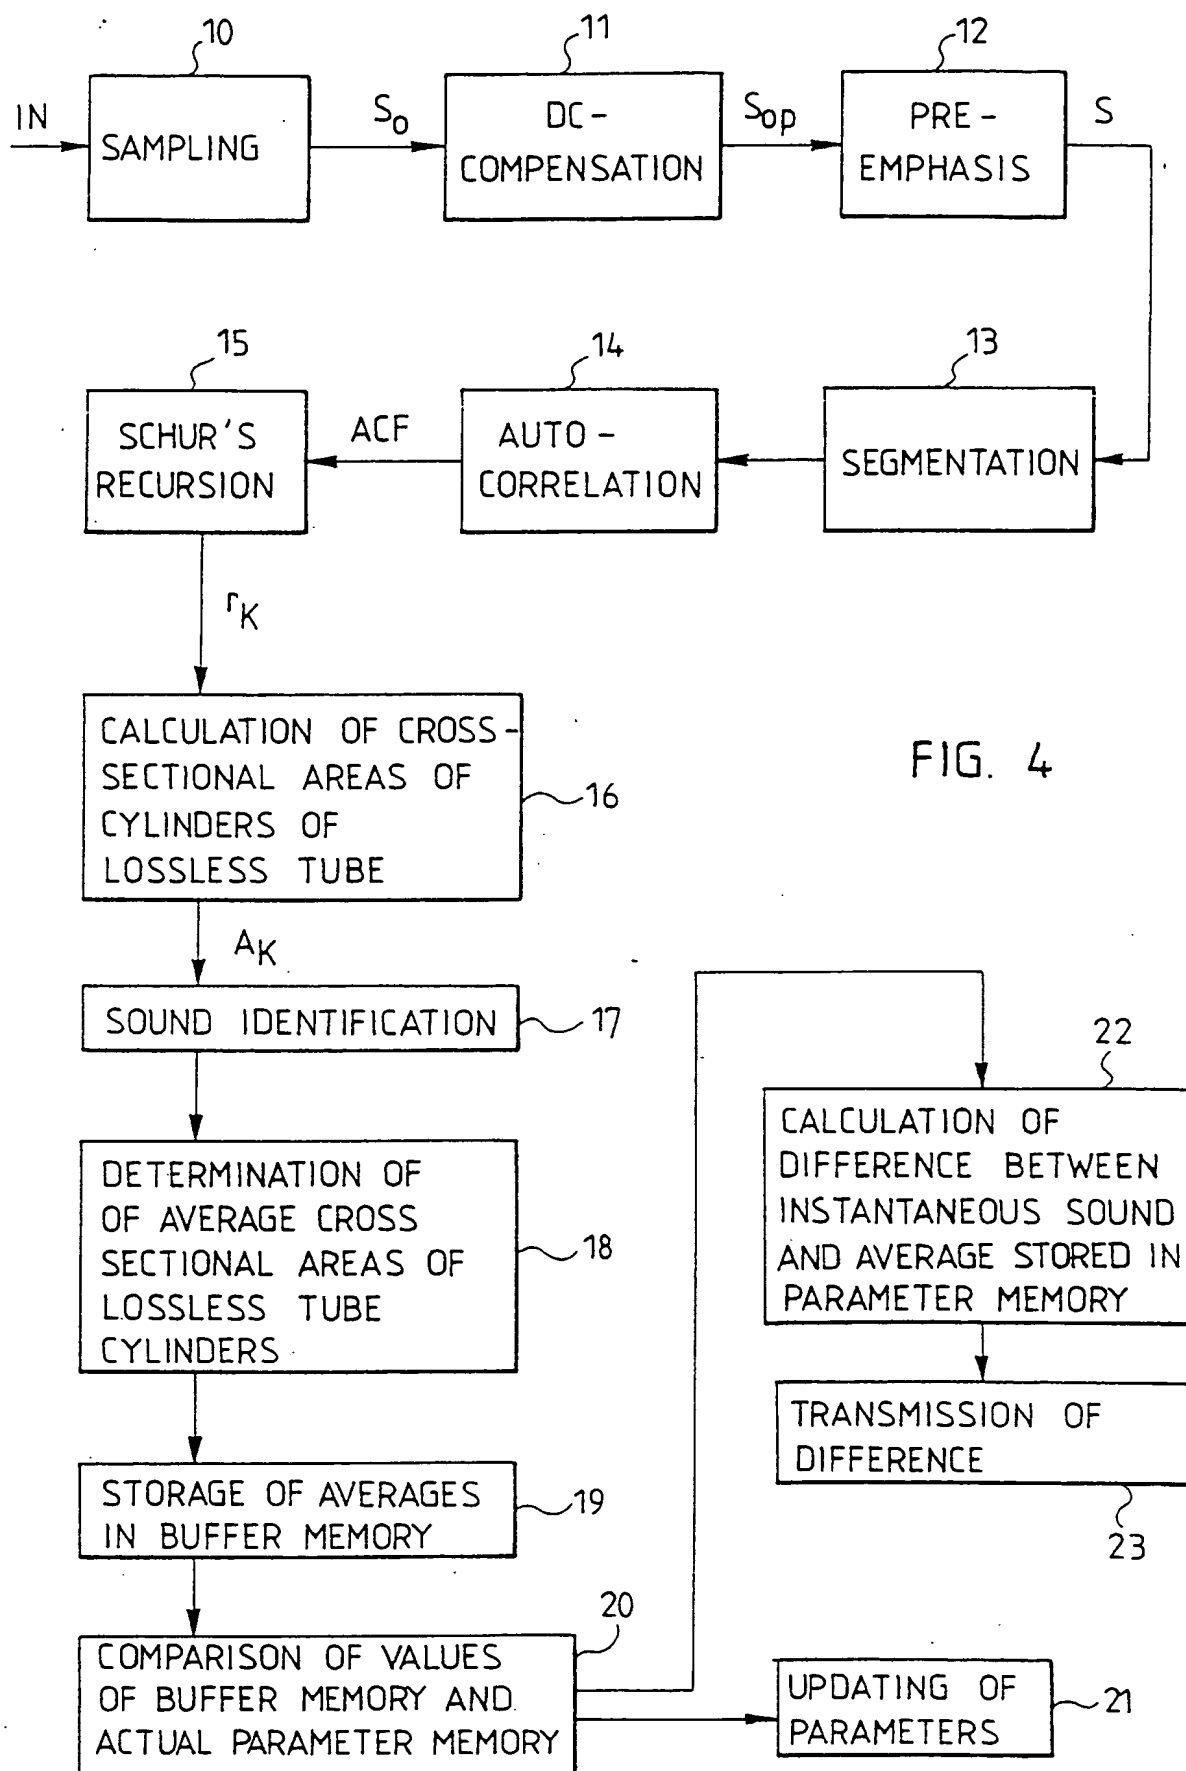 10
11
12
IN
SAMPLING
So
DC-
COMPENSATION
Sop
PRE-
EMPHASIS
S
15
14
13
SCHUR'S
RECURSION
ACF
AUTO-
CORRELATION
SEGMENTATION
rK
CALCULATION OF CROSS-
SECTIONAL AREAS OF
CYLINDERS OF
LOSSLESS TUBE
16
FIG. 4
AK
SOUND IDENTIFICATION
17
DETERMINATION OF
OF AVERAGE CROSS
SECTIONAL AREAS OF
LOSSLESS TUBE
CYLINDERS
18
22
CALCULATION OF
DIFFERENCE BETWEEN
INSTANTANEOUS SOUND
AND AVERAGE STORED IN
PARAMETER MEMORY
TRANSMISSION OF
DIFFERENCE
23
STORAGE OF AVERAGES
IN BUFFER MEMORY
19
20
COMPARISON OF VALUES
OF BUFFER MEMORY AND
ACTUAL PARAMETER MEMORY
UPDATING OF
PARAMETERS
21